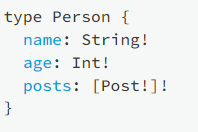 type Person {
  name: String!
  age: Int!
  posts: [Post!]!
}